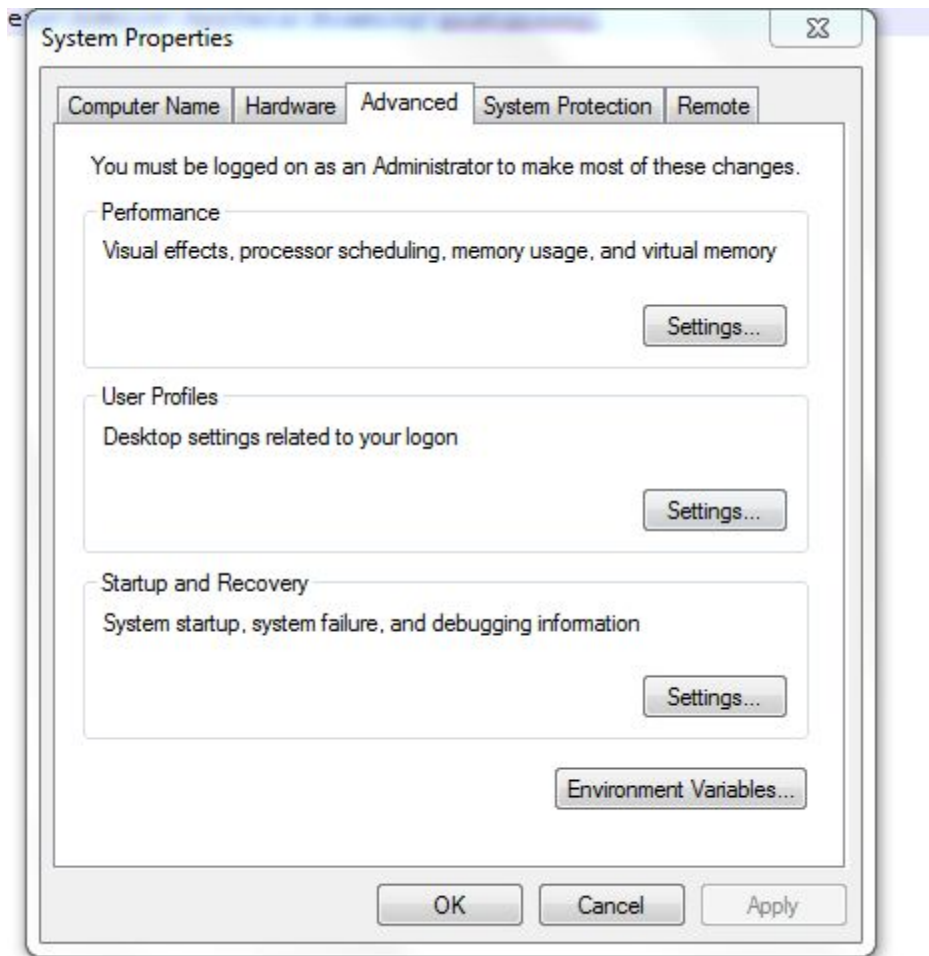 System Properties
Computer Name Hardware Advanced System Protection Remote
You must be logged on as an Administrator to make most of these changes.
Performance
Visual effects, processor scheduling, memory usage, and virtual memory
Settings...
User Profiles
Desktop settings related to your logon
Settings...
Startup and Recovery
System startup, system failure, and debugging information
Settings...
Environment Variables...
OK Cancel Apply